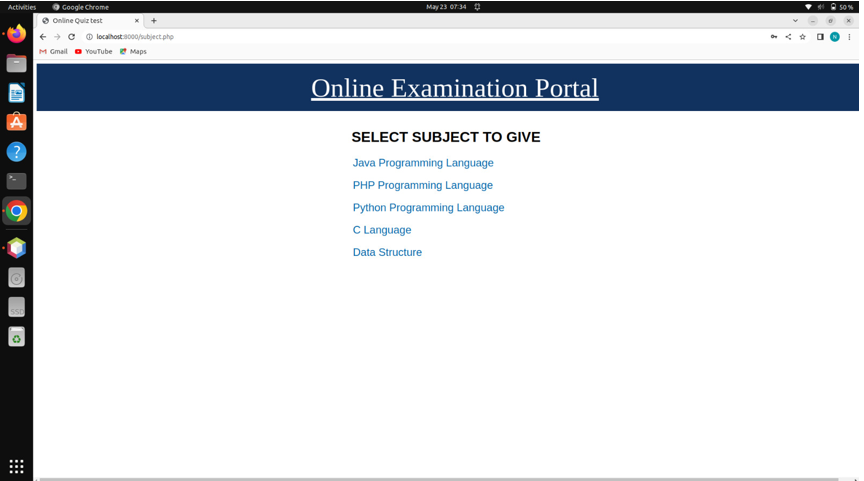 Activities Google Chrome May 23 07:34 50 %
Online Quiz test
localhost:8000/subject.php N
Gmail YouTube Maps
Online Examination Portal
SELECT SUBJECT TO GIVE
Java Programming Language
PHP Programming Language
Python Programming Language
C Language
Data Structure
SSD